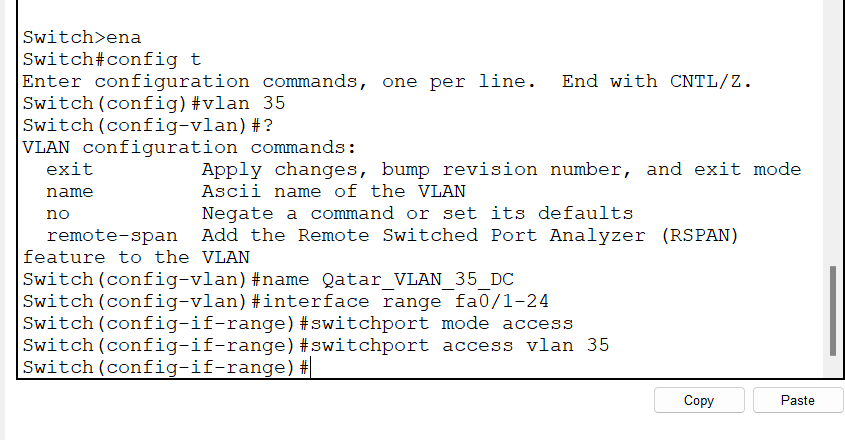 Switch>ena
Switch#config t
Enter configuration commands, one per line.  End with CNTL/Z.
Switch(config)#vlan 35
Switch(config-vlan)#?
VLAN configuration commands:
  exit         Apply changes, bump revision number, and exit mode
  name         Ascii name of the VLAN
  no           Negate a command or set its defaults
  remote-span  Add the Remote Switched Port Analyzer (RSPAN)
feature to the VLAN
Switch(config-vlan)#name Qatar_VLAN_35_DC
Switch(config-vlan)#interface range fa0/1-24
Switch(config-if-range)#switchport mode access
Switch(config-if-range)#switchport access vlan 35
Switch(config-if-range)#
Copy Paste